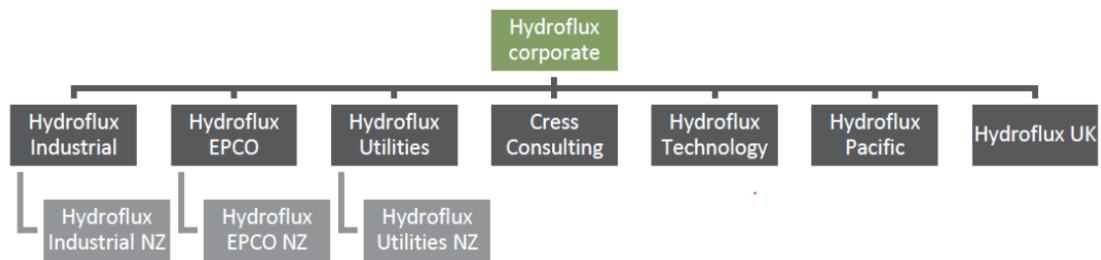 Hydroflux
corporate
Hydroflux
Industrial
Hydroflux
EPCO
Hydroflux
Utilities
Cress
Consulting
Hydroflux
Technology
Hydroflux
Pacific
Hydroflux UK
Hydroflux
Industrial NZ
Hydroflux
EPCO NZ
Hydroflux
Utilities NZ